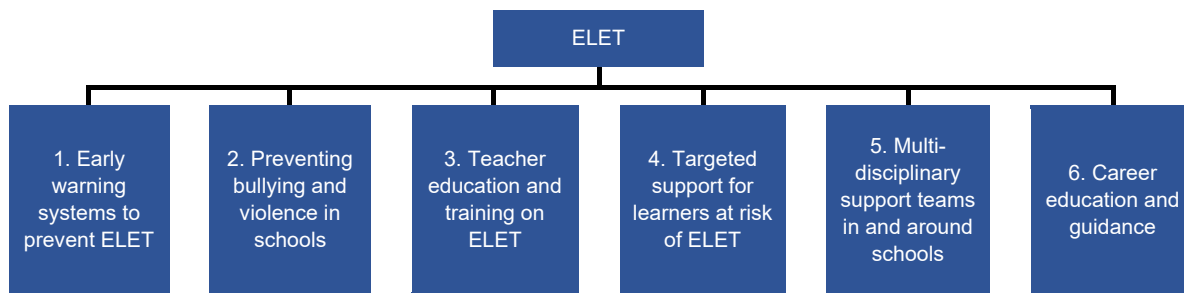 ELET
1. Early
warning
systems to
prevent ELET
2. Preventing
bullying and
violence in
schools
3. Teacher
education and
training on
ELET
4. Targeted
support for
learners at risk
of ELET
5. Multi-
disciplinary
support teams
in and around
schools
6. Career
education and
guidance